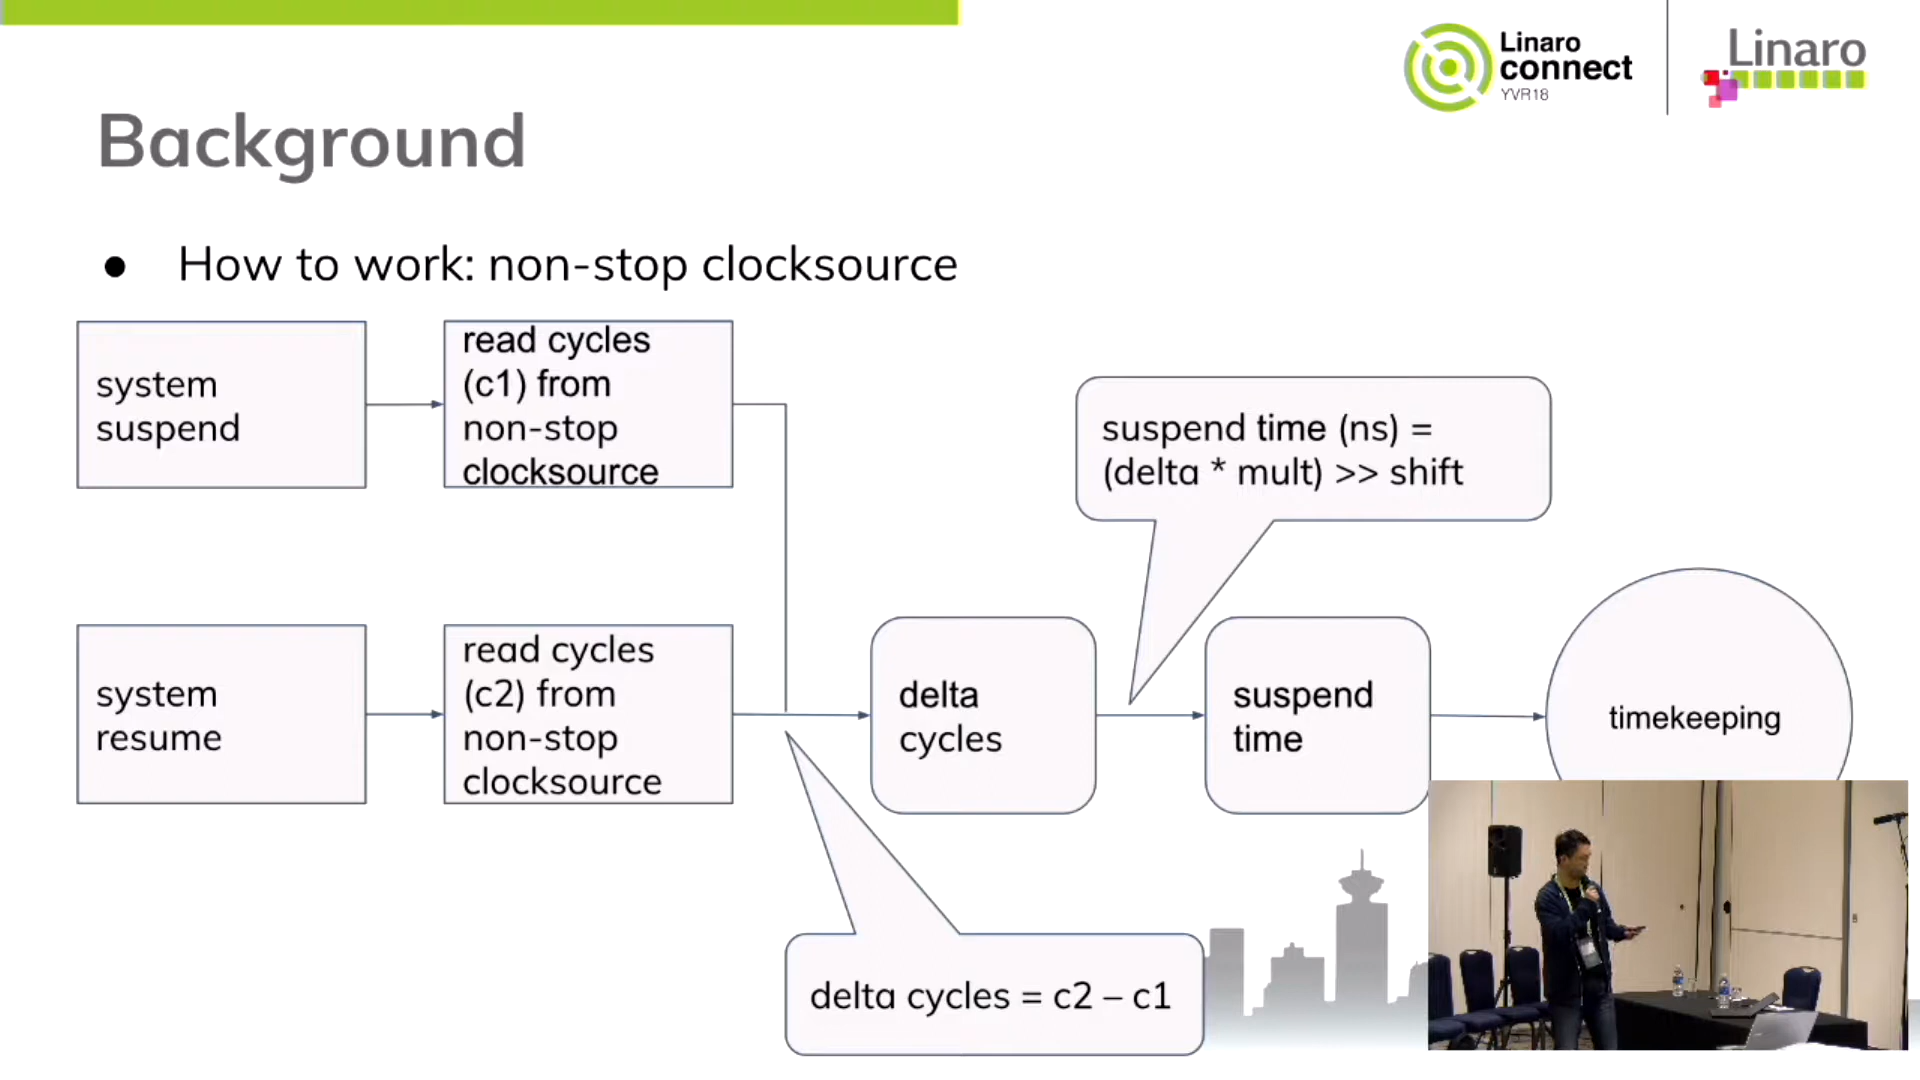 Linaro
connect
YVR18
Linaro
Background
● How to work: non-stop clocksource
system
suspend
read cycles
(c1) from
non-stop
clocksource
suspend time (ns) =
(delta * mult) >> shift
system
resume
read cycles
(c2) from
non-stop
clocksource
delta
cycles
suspend
time
timekeeping
delta cycles = c2 – c1